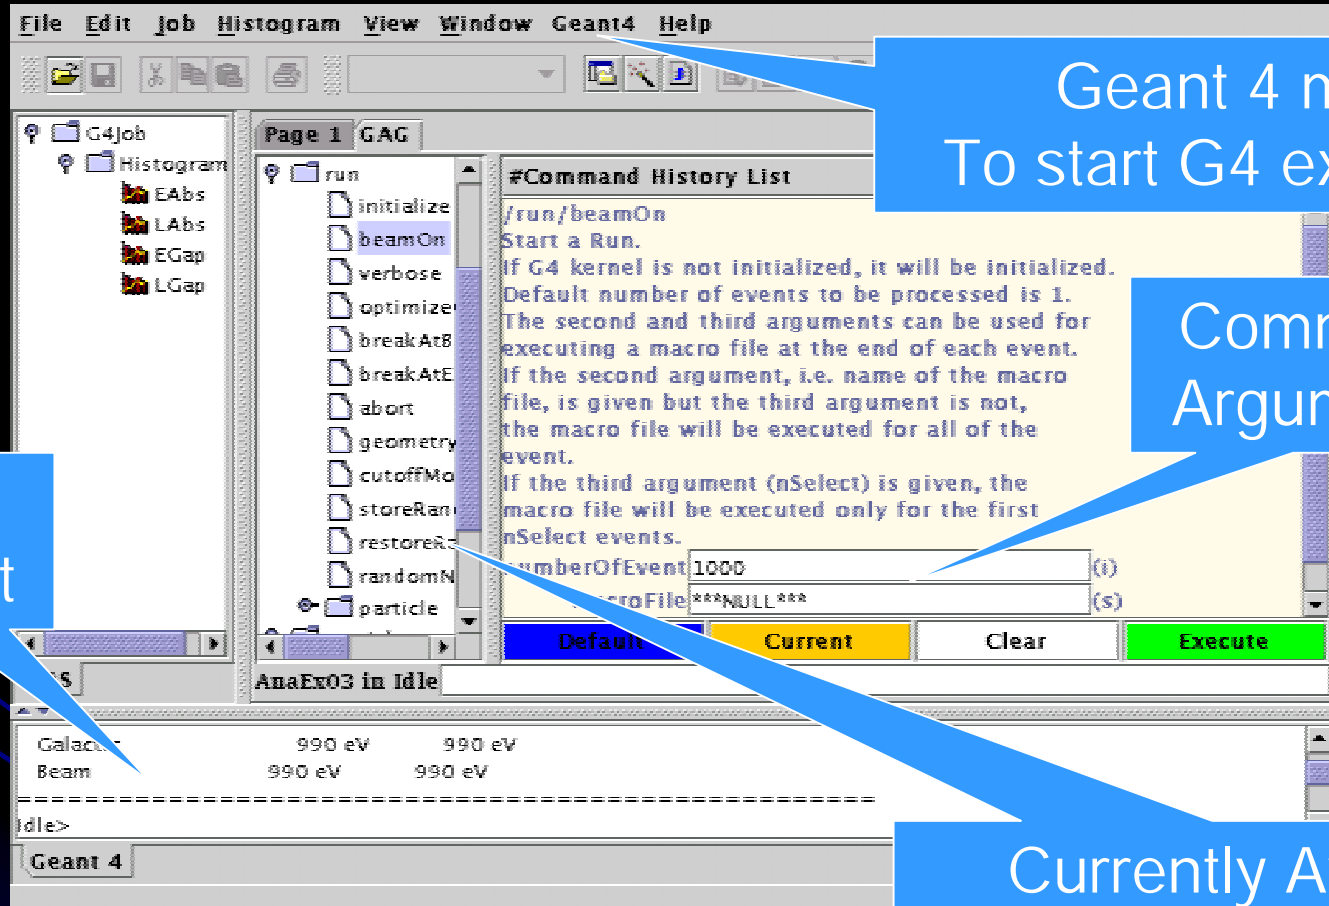 File Edit Job Histogram View Window Geant4 Help
Geant 4 m
To start G4 ex
G4Job
Histogram
EAbs
LAbs
EGap
LGap
Page 1 GAG
run
initialize
beamOn
verbose
optimize
breakAtB
breakAtE
abort
geometry
cutoffMo
storeRan
restoreRa
randomN
particle
#Command History List
/run/beamOn
Start a Run.
If G4 kernel is not initialized, it will be initialized.
Default number of events to be processed is 1.
The second and third arguments can be used for
executing a macro file at the end of each event.
If the second argument, i.e. name of the macro
file, is given but the third argument is not,
the macro file will be executed for all of the
event.
If the third argument (nSelect) is given, the
macro file will be executed only for the first
nSelect events.
numberOfEvent 1000 (i)
***NULL*** (s)
Default Current Clear Execute
Comm
Argum
t
AnaEx03 in Idle
Galactic 990 eV 990 eV
Beam 990 eV 990 eV
==================================================
Idle>
Geant 4
Currently A